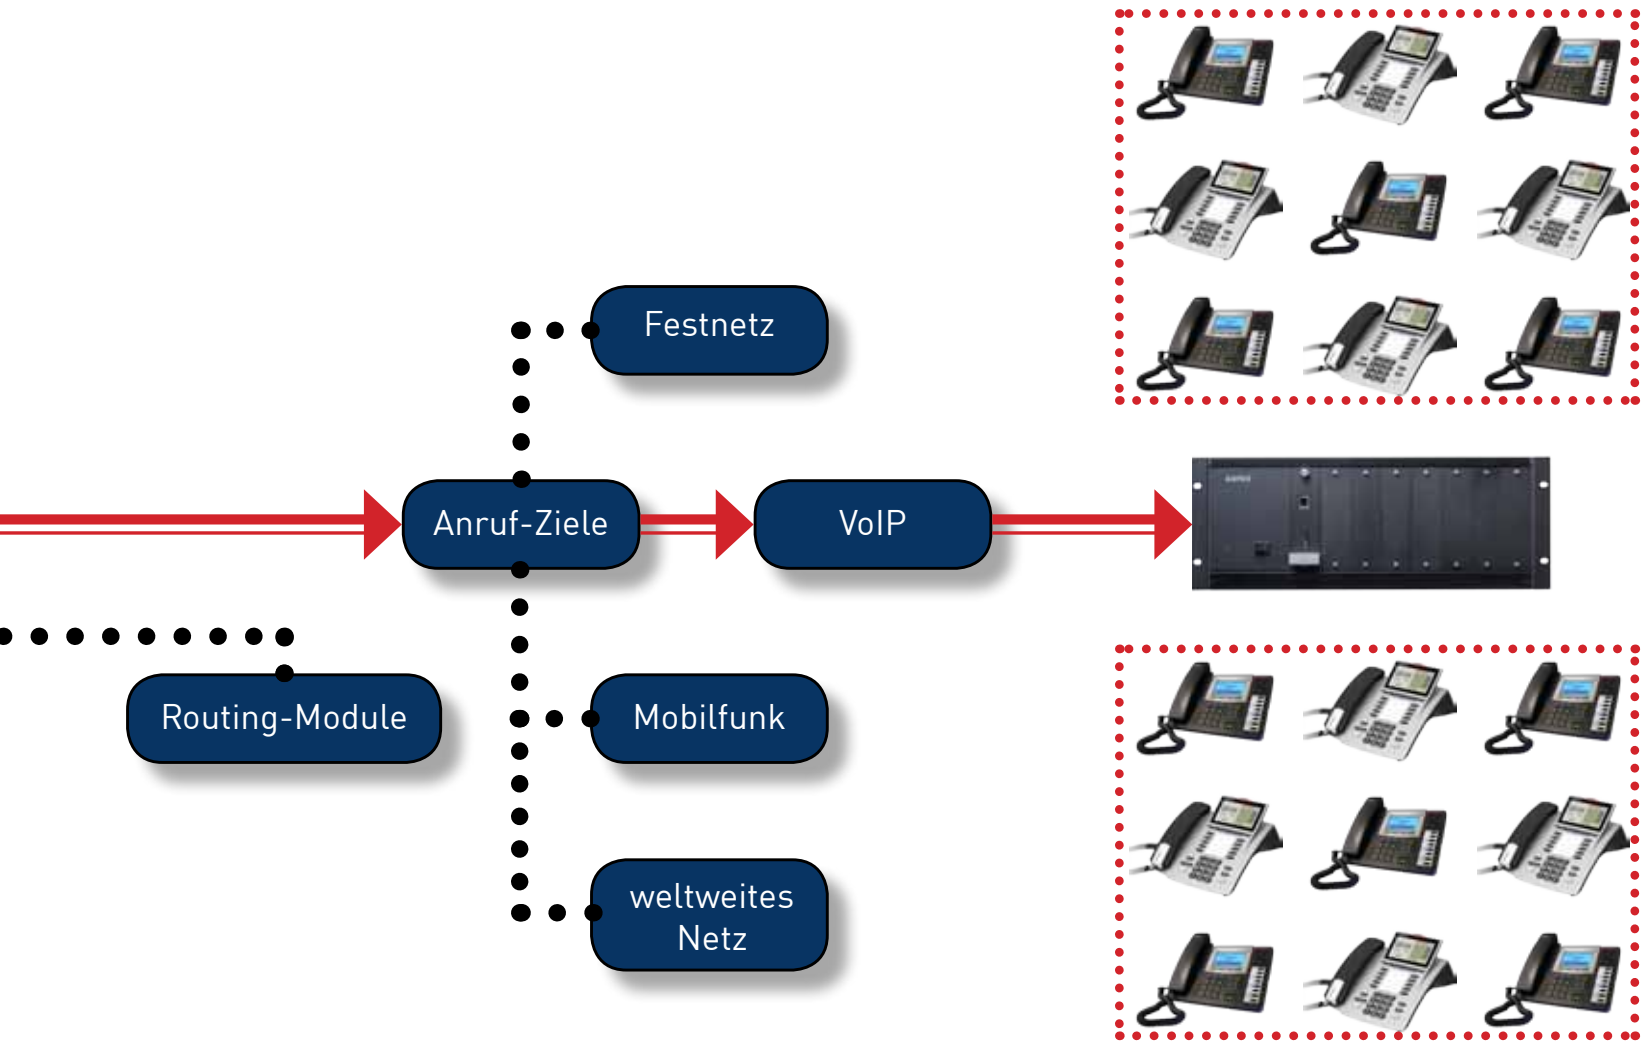 Festnetz
Anruf-Ziele
VoIP
Routing-Module
Mobilfunk
weltweites
Netz